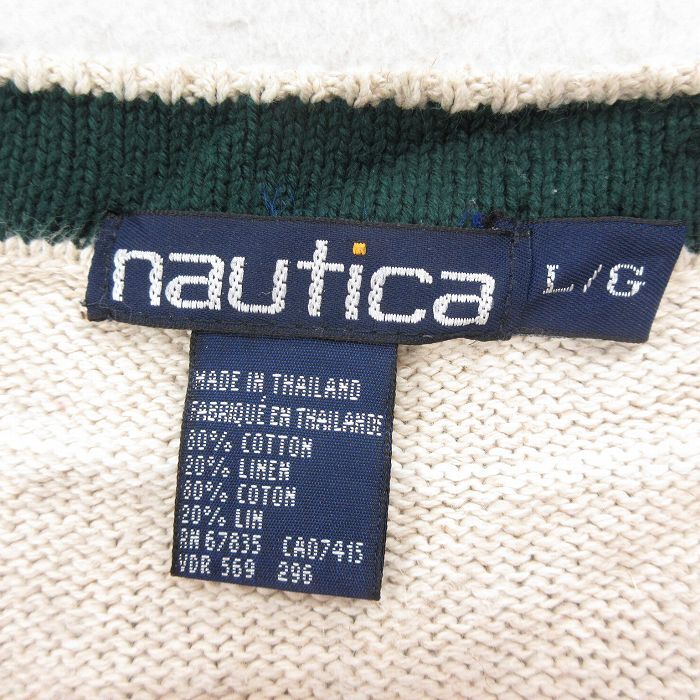 nautica
L/G
MADE IN THAILAND
FABRIQUÉ EN THAILANDE
80% COTTON
20% LINEN
80% COTON
20% LIN
RN 67835 CA07415
VDR 569 296